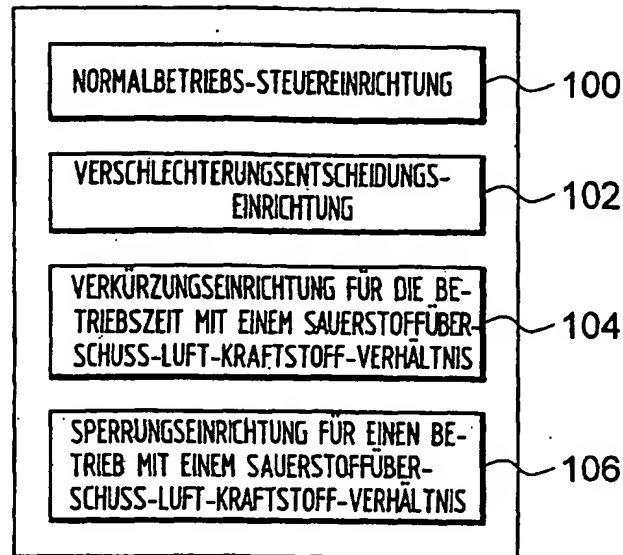 NORMALBETRIEBS-STEUEREINRICHTUNG
100
VERSCHLECHTERUNGSENTSCHEIDUNGS-
EINRICHTUNG
102
VERKÜRZUNGSEINRICHTUNG FÜR DIE BE-
TRIEBSZEIT MIT EINEM SAUERSTOFFÜBER-
SCHUSS-LUFT-KRAFTSTOFF-VERHÄLTNIS
104
SPERRUNGSEINRICHTUNG FÜR EINEN BE-
TRIEB MIT EINEM SAUERSTOFFÜBER-
SCHUSS-LUFT-KRAFTSTOFF-VERHÄLTNIS
106